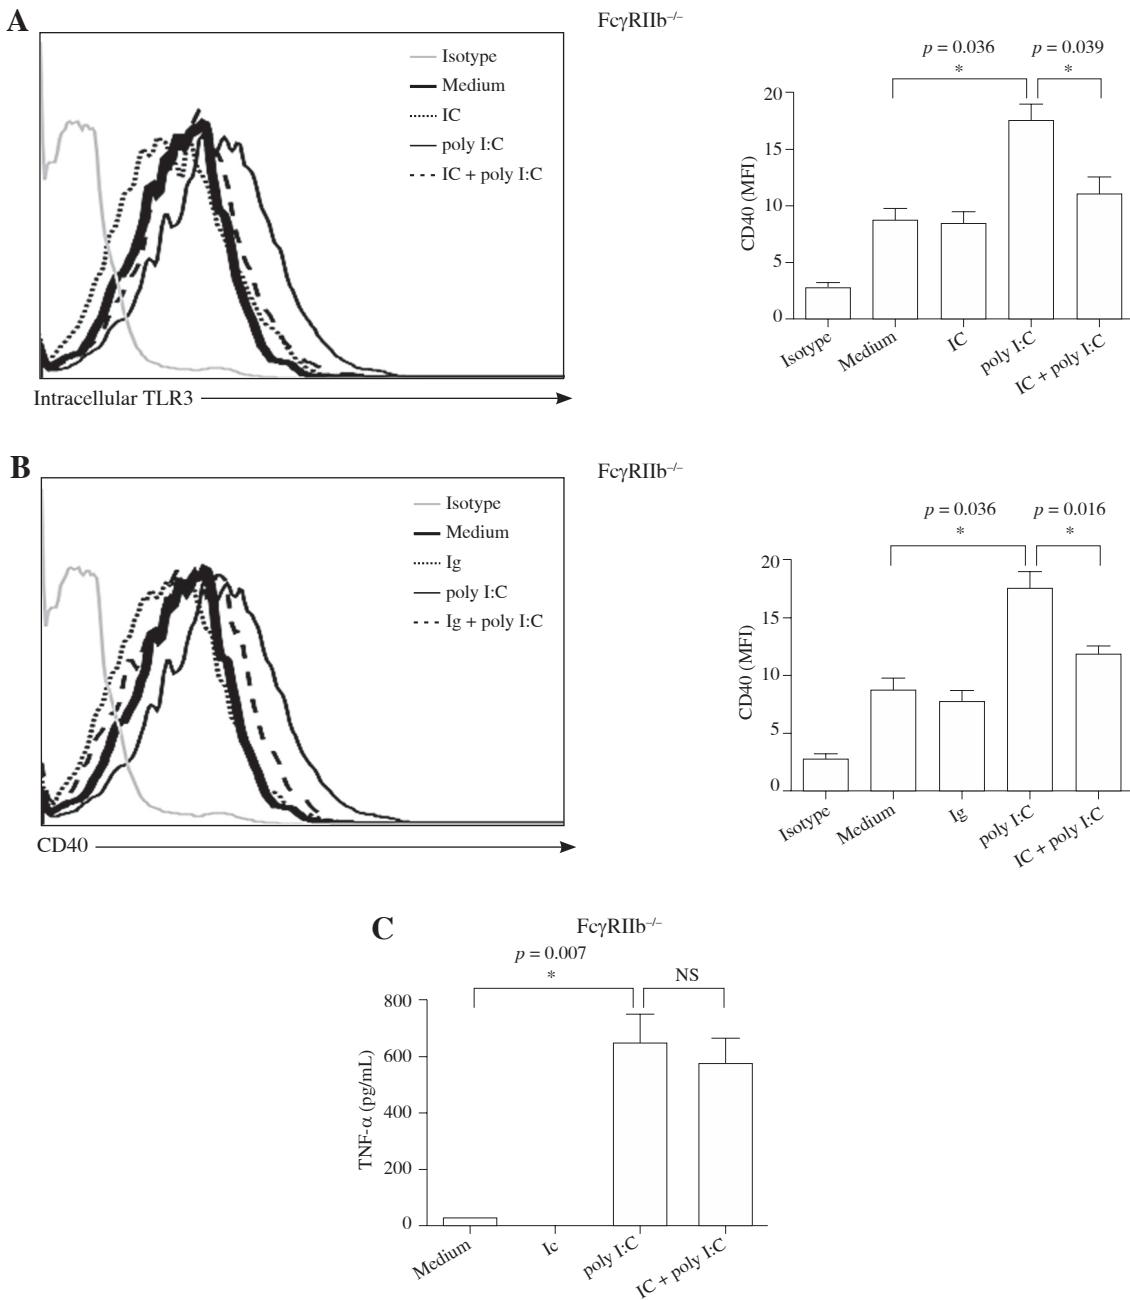 A
FcγRIIb–/–
Isotype
Medium
IC
poly I:C
IC + poly I:C
Intracellular TLR3
p = 0.036
p = 0.039
*
*
20
15
10
5
0
CD40 (MFI)
Isotype
Medium
IC
poly I:C
IC + poly I:C
B
FcγRIIb–/–
Isotype
Medium
Ig
poly I:C
Ig + poly I:C
CD40
p = 0.036
p = 0.016
*
*
20
15
10
5
0
CD40 (MFI)
Isotype
Medium
Ig
poly I:C
IC + poly I:C
C
FcγRIIb–/–
p = 0.007
*
NS
800
600
400
200
0
TNF-α (pg/mL)
Medium
Ic
poly I:C
IC + poly I:C